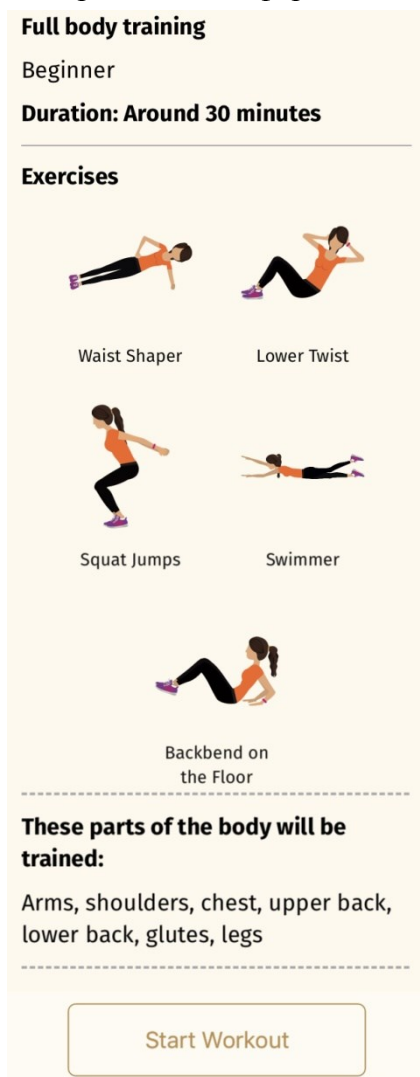 Full body training
Beginner
Duration: Around 30 minutes
Exercises
Waist Shaper
Lower Twist
Squat Jumps
Swimmer
Backbend on
the Floor
These parts of the body will be
trained:
Arms, shoulders, chest, upper back,
lower back, glutes, legs
Start Workout